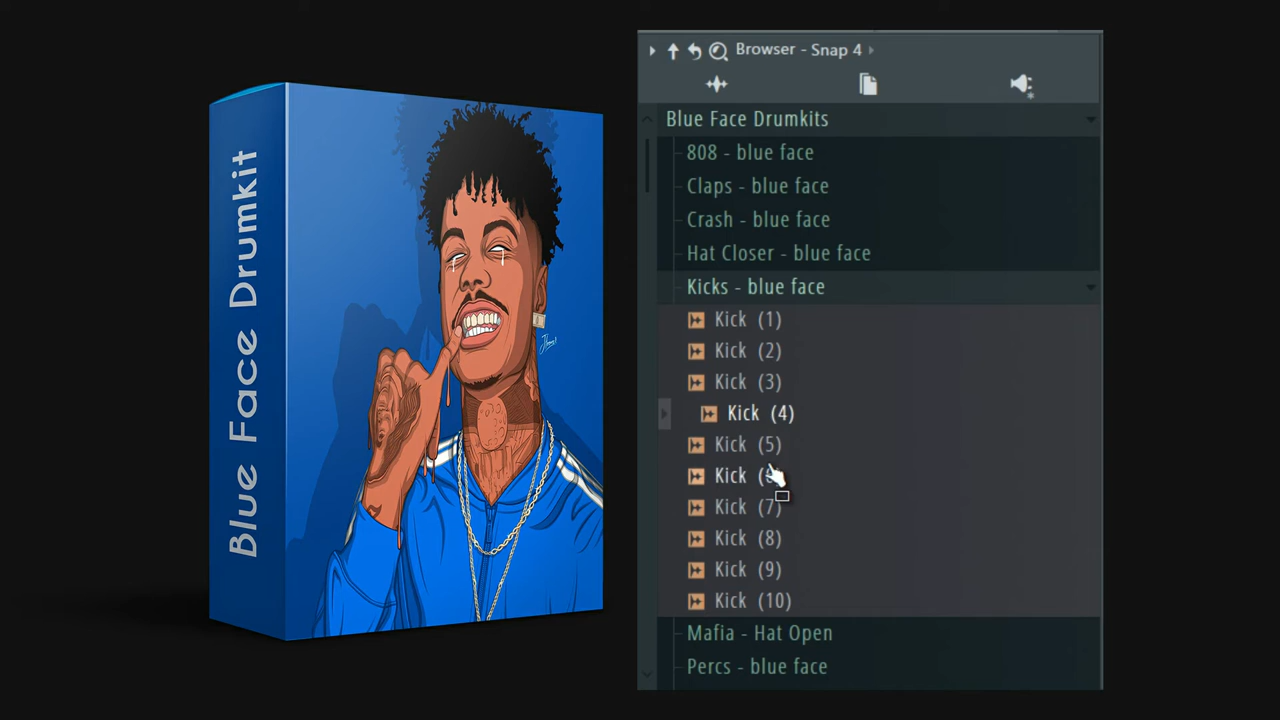 Blue Face Drumkit
Browser - Snap 4
Blue Face Drumkits
808 - blue face
Claps - blue face
Crash - blue face
Hat Closer - blue face
Kicks - blue face
Kick (1)
Kick (2)
Kick (3)
Kick (4)
Kick (5)
Kick
Kick (7)
Kick (8)
Kick (9)
Kick (10)
Mafia - Hat Open
Percs - blue face